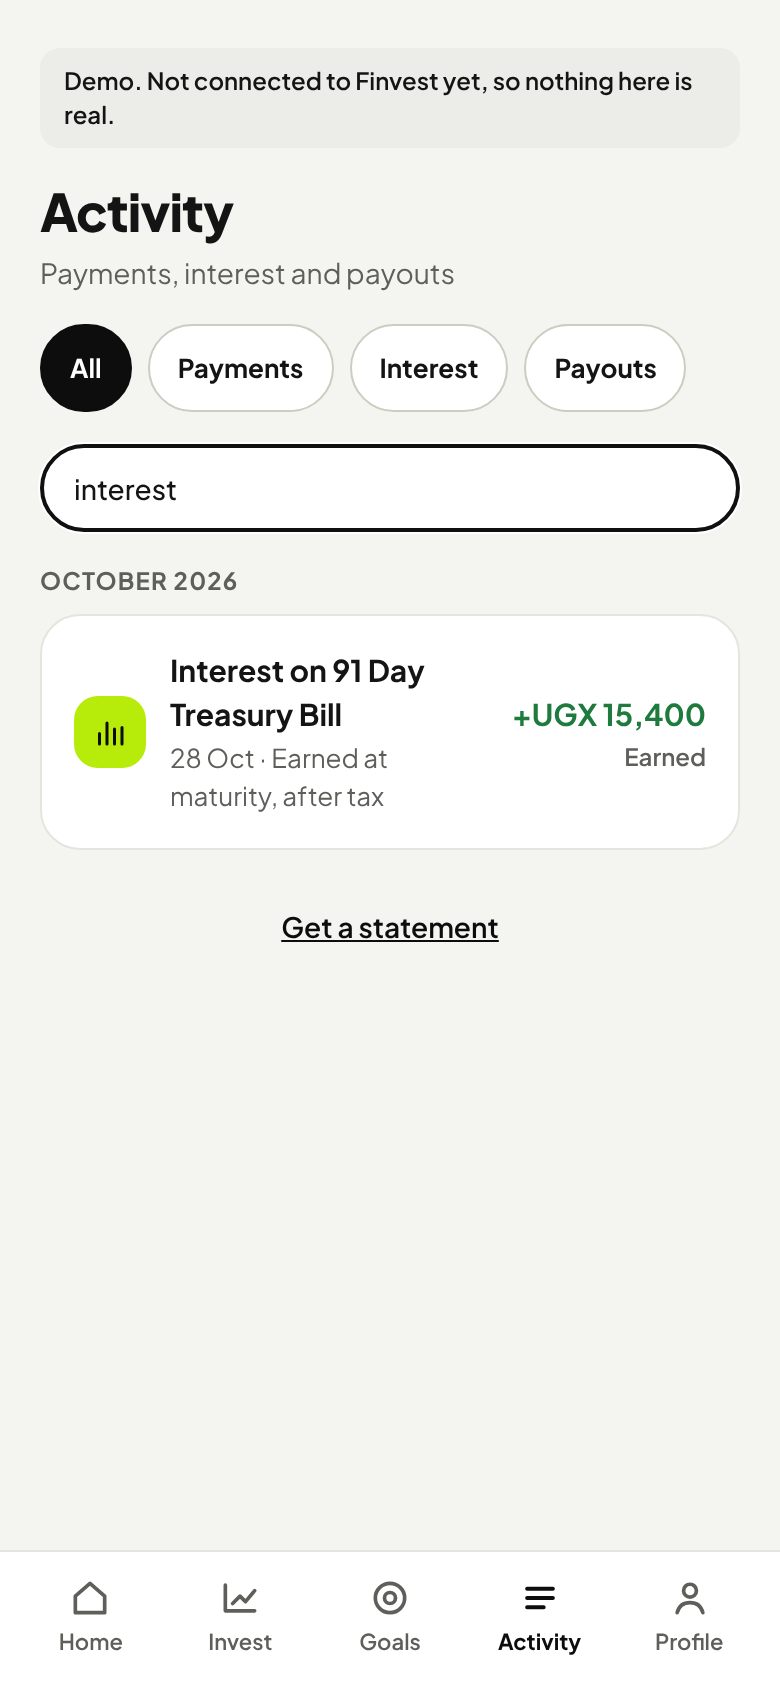 Demo. Not connected to Finvest yet, so nothing here is
real.
Activity
Payments, interest and payouts
All
Payments
Interest
Payouts
interest
OCTOBER 2026
Interest on 91 Day
Treasury Bill
28 Oct · Earned at
maturity, after tax
+UGX 15,400
Earned
Get a statement
Home
Invest
Goals
Activity
Profile